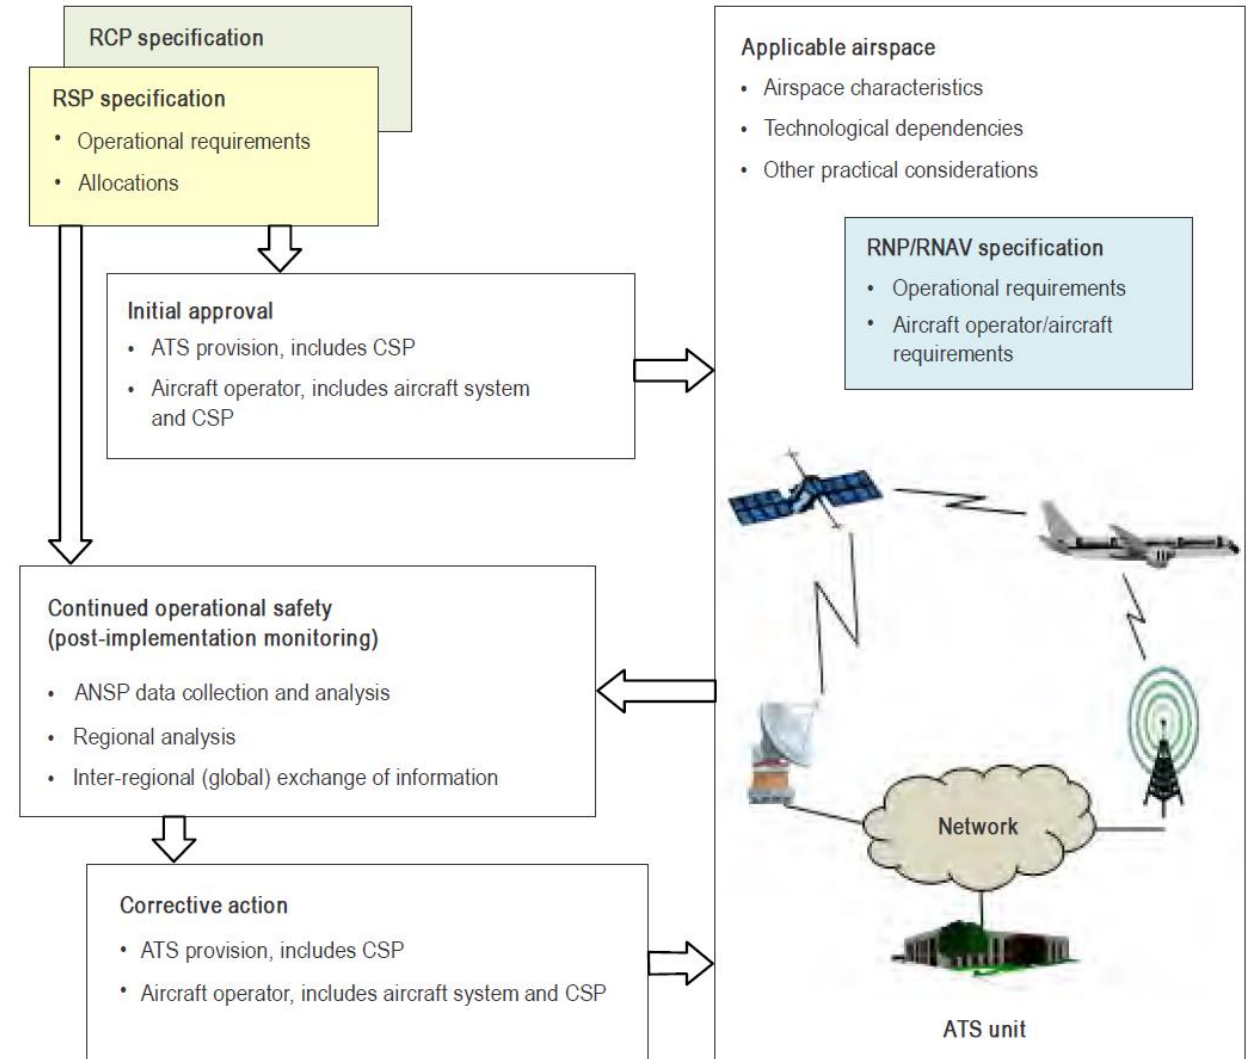 RCP specification
RSP specification
• Operational requirements
• Allocations
Initial approval
• ATS provision, includes CSP
• Aircraft operator, includes aircraft system
and CSP
Continued operational safety
(post-implementation monitoring)
• ANSP data collection and analysis
• Regional analysis
• Inter-regional (global) exchange of information
Corrective action
• ATS provision, includes CSP
• Aircraft operator, includes aircraft system and CSP
Applicable airspace
• Airspace characteristics
• Technological dependencies
• Other practical considerations
RNP/RNAV specification
• Operational requirements
• Aircraft operator/aircraft
requirements
Network
ATS unit